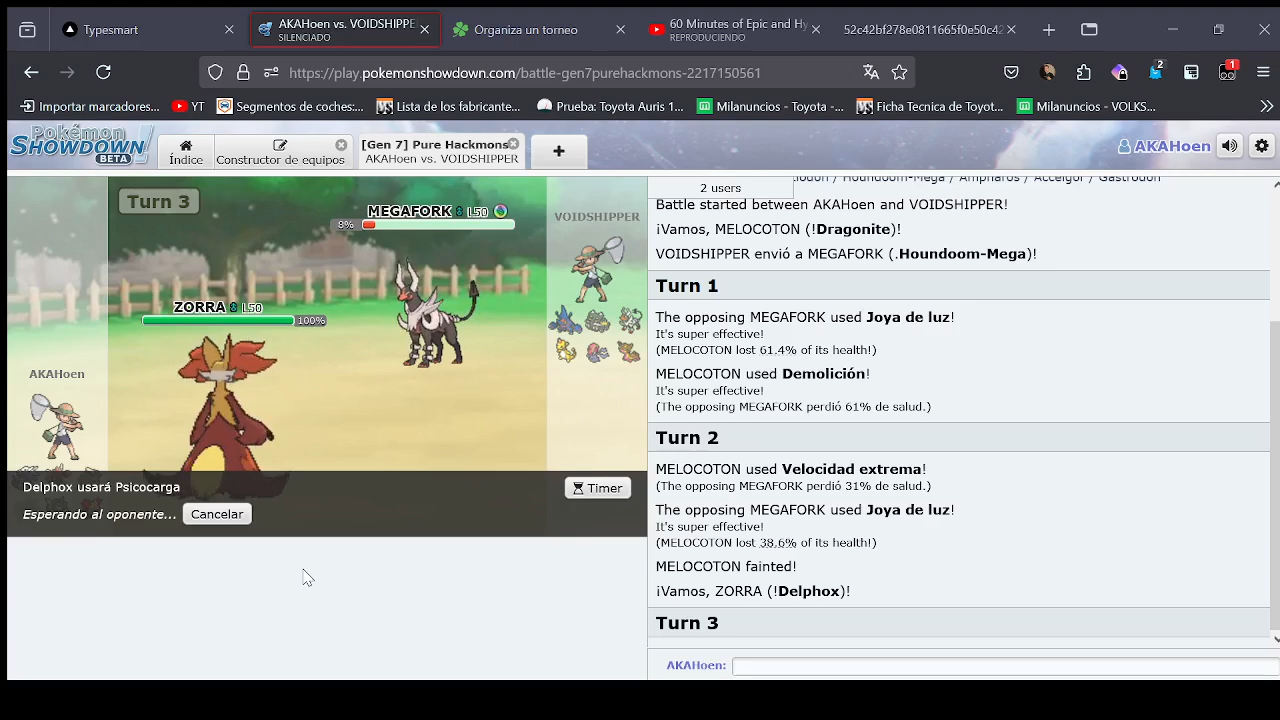 Typesmart
AKAHoen vs. VOIDSHIPPE
SILENCIADO
Organiza un torneo
60 Minutes of Epic and Hy
REPRODUCIENDO
52c42bf278e0811665f0e50c42
https://play.pokemonshowdown.com/battle-gen7purehackmons-2217150561
2
1
Importar marcadores...
YT
Segmentos de coches:...
Lista de los fabricante...
Prueba: Toyota Auris 1...
Milanuncios - Toyota -...
Ficha Tecnica de Toyot...
Milanuncios - VOLKS...
Pokémon
SHOWDOWN
BETA
Índice
Constructor de equipos
[Gen 7] Pure Hackmons
AKAHoen vs. VOIDSHIPPER
AKAHoen
Turn 3
MEGAFORK L50
8%
VOIDSHIPPER
ZORRA L50
100%
AKAHoen
Delphox usará Psicocarga
Timer
Esperando al oponente...
Cancelar
2 users
/ Houndoom-Mega / Ampharos / Accelgor / Gastrodon
Battle started between AKAHoen and VOIDSHIPPER!
¡Vamos, MELOCOTON (!Dragonite)!
VOIDSHIPPER envió a MEGAFORK (.Houndoom-Mega)!
Turn 1
The opposing MEGAFORK used Joya de luz!
It's super effective!
(MELOCOTON lost 61.4% of its health!)
MELOCOTON used Demolición!
It's super effective!
(The opposing MEGAFORK perdió 61% de salud.)
Turn 2
MELOCOTON used Velocidad extrema!
(The opposing MEGAFORK perdió 31% de salud.)
The opposing MEGAFORK used Joya de luz!
It's super effective!
(MELOCOTON lost 38.6% of its health!)
MELOCOTON fainted!
¡Vamos, ZORRA (!Delphox)!
Turn 3
AKAHoen: